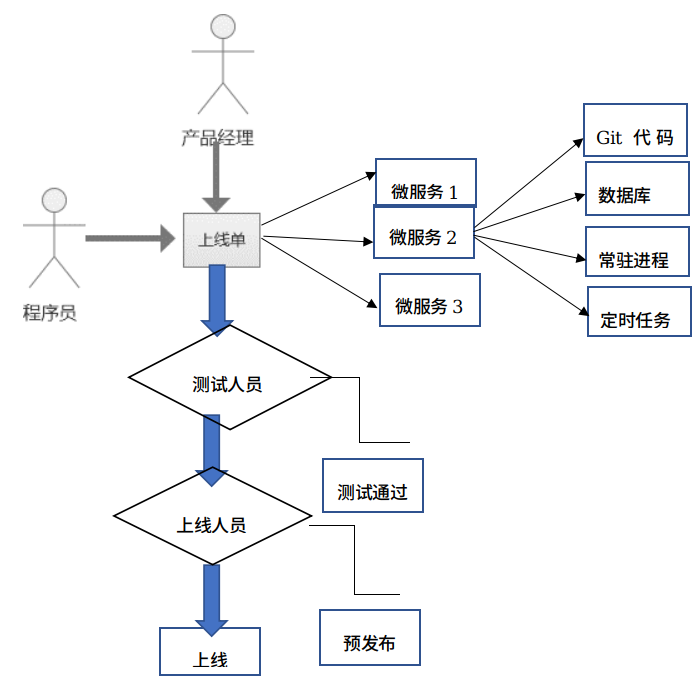 产品经理
程序员
上线单
微服务 1
微服务 2
微服务 3
Git 代 码
数据库
常驻进程
定时任务
测试人员
测试通过
上线人员
预发布
上线